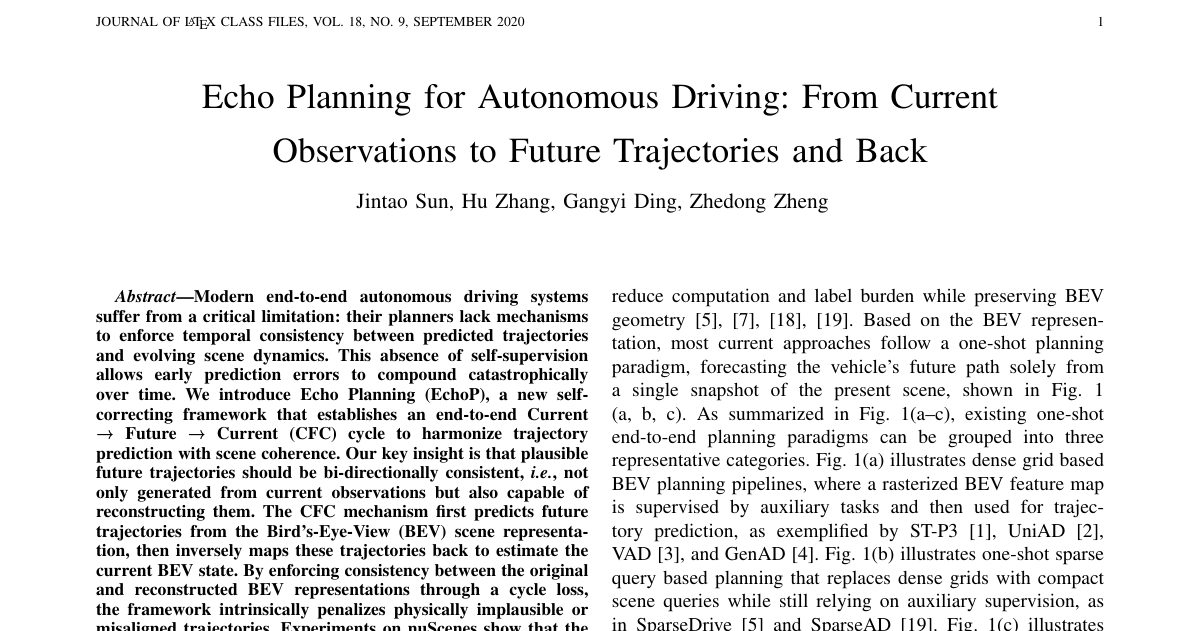 JOURNAL OF LATEX CLASS FILES, VOL. 18, NO. 9, SEPTEMBER 2020
1
Echo Planning for Autonomous Driving: From Current
Observations to Future Trajectories and Back
Jintao Sun, Hu Zhang, Gangyi Ding, Zhedong Zheng
Abstract—Modern end-to-end autonomous driving systems
suffer from a critical limitation: their planners lack mechanisms
to enforce temporal consistency between predicted trajectories
and evolving scene dynamics. This absence of self-supervision
allows early prediction errors to compound catastrophically
over time. We introduce Echo Planning (EchoP), a new self-
correcting framework that establishes an end-to-end Current
→ Future → Current (CFC) cycle to harmonize trajectory
prediction with scene coherence. Our key insight is that plausible
future trajectories should be bi-directionally consistent, i.e., not
only generated from current observations but also capable of
reconstructing them. The CFC mechanism first predicts future
trajectories from the Bird's-Eye-View (BEV) scene representa-
tion, then inversely maps these trajectories back to estimate the
current BEV state. By enforcing consistency between the original
and reconstructed BEV representations through a cycle loss,
the framework intrinsically penalizes physically implausible or
misaligned trajectories. Experiments on nuScenes show that the
reduce computation and label burden while preserving BEV
geometry [5], [7], [18], [19]. Based on the BEV represen-
tation, most current approaches follow a one-shot planning
paradigm, forecasting the vehicle's future path solely from
a single snapshot of the present scene, shown in Fig. 1
(a, b, c). As summarized in Fig. 1(a–c), existing one-shot
end-to-end planning paradigms can be grouped into three
representative categories. Fig. 1(a) illustrates dense grid based
BEV planning pipelines, where a rasterized BEV feature map
is supervised by auxiliary tasks and then used for trajec-
tory prediction, as exemplified by ST-P3 [1], UniAD [2],
VAD [3], and GenAD [4]. Fig. 1(b) illustrates one-shot sparse
query based planning that replaces dense grids with compact
scene queries while still relying on auxiliary supervision, as
in SparseDrive [5] and SparseAD [19]. Fig. 1(c) illustrates